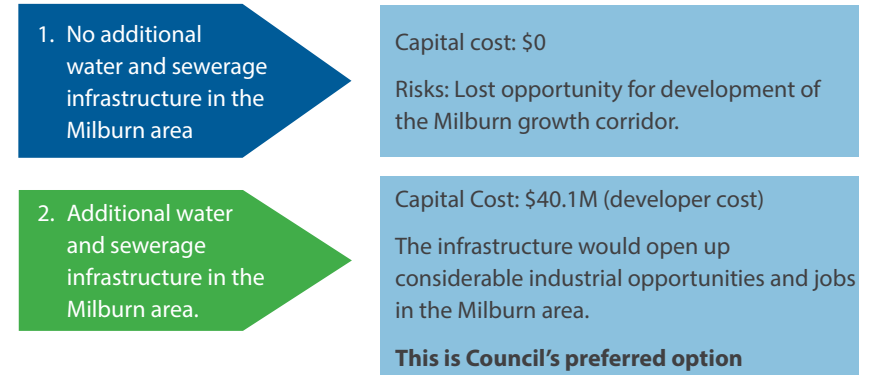 1. No additional
water and sewerage
infrastructure in the
Milburn area
Capital cost: $0
Risks: Lost opportunity for development of
the Milburn growth corridor.
2. Additional water
and sewerage
infrastructure in the
Milburn area.
Capital Cost: $40.1M (developer cost)
The infrastructure would open up
considerable industrial opportunities and jobs
in the Milburn area.
This is Council’s preferred option